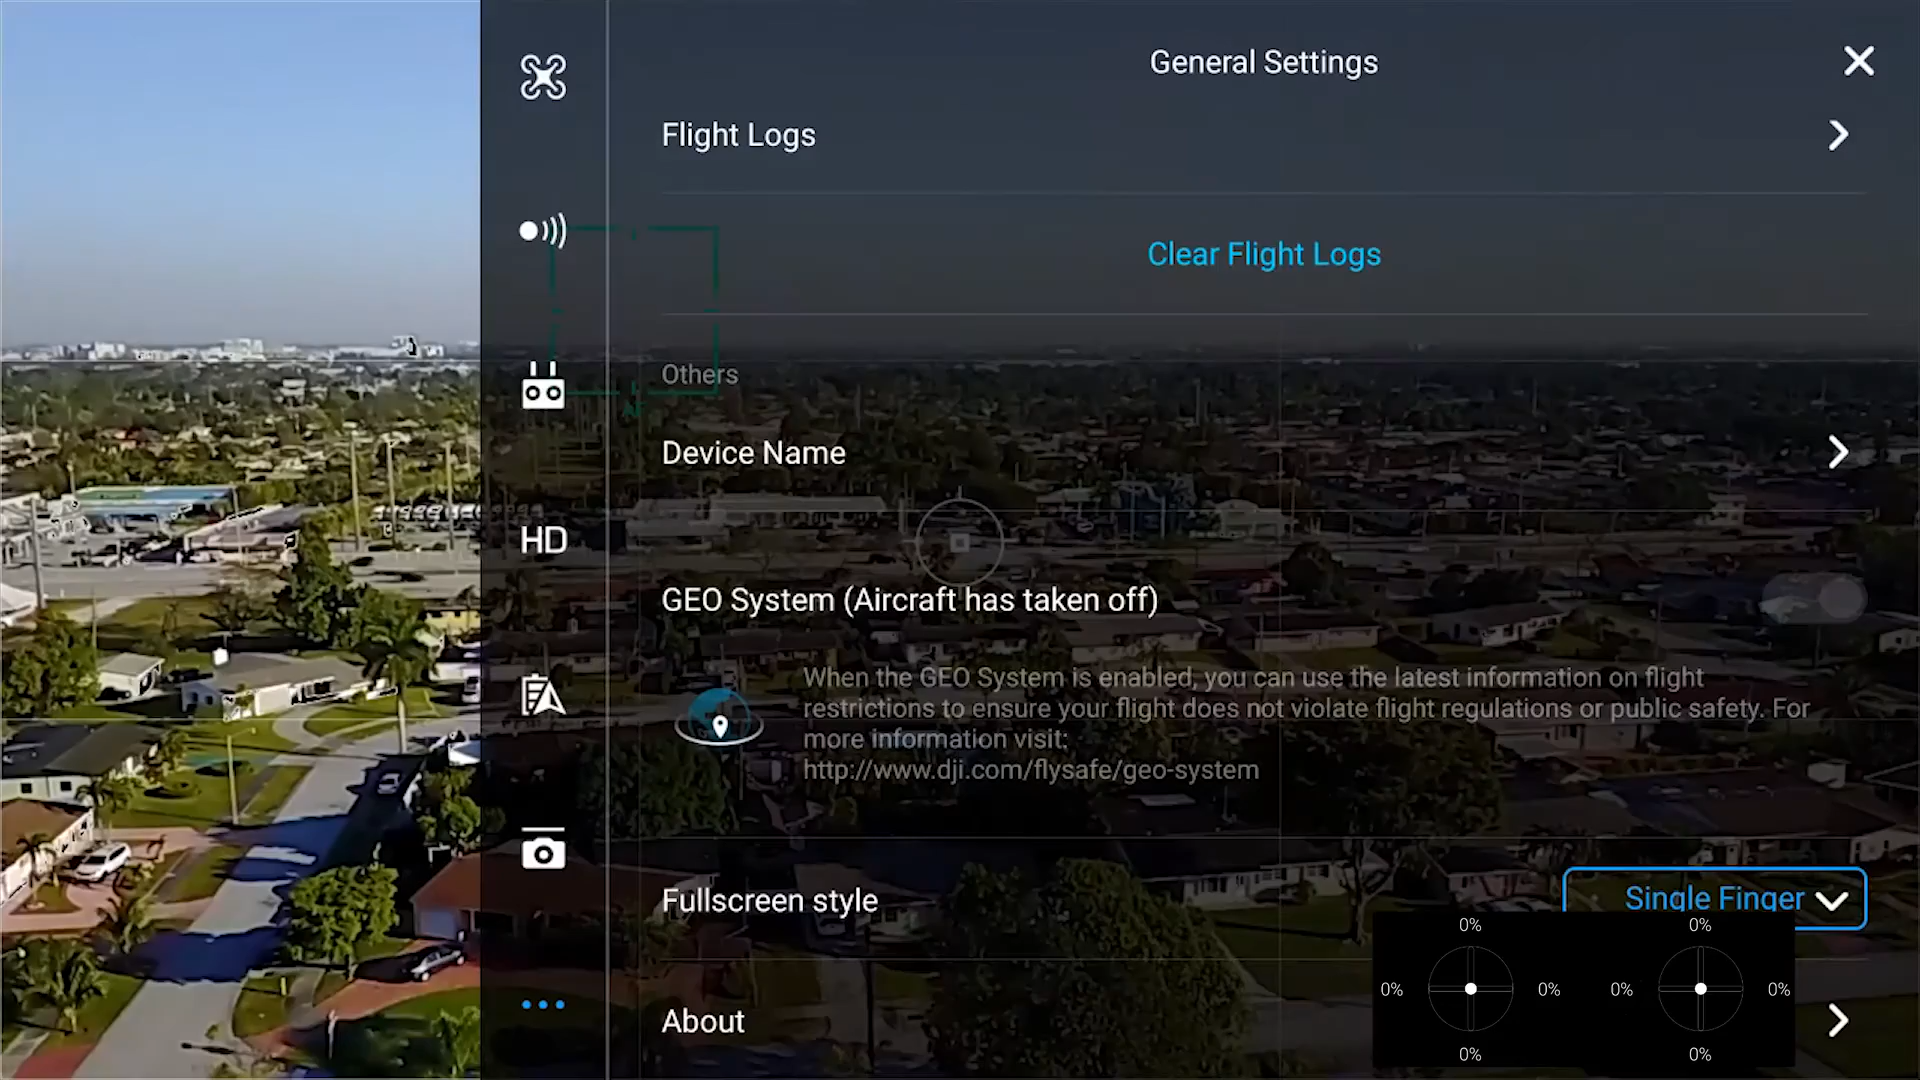 General Settings
Flight Logs
Clear Flight Logs
Others
AF
Device Name
HD
GEO System (Aircraft has taken off)
When the GEO System is enabled, you can use the latest information on flight
restrictions to ensure your flight does not violate flight regulations or public safety. For
more information visit:
http://www.dji.com/flysafe/geo-system
Fullscreen style
Single Finger
0% 0%
0% 0% 0% 0%
About
0% 0%